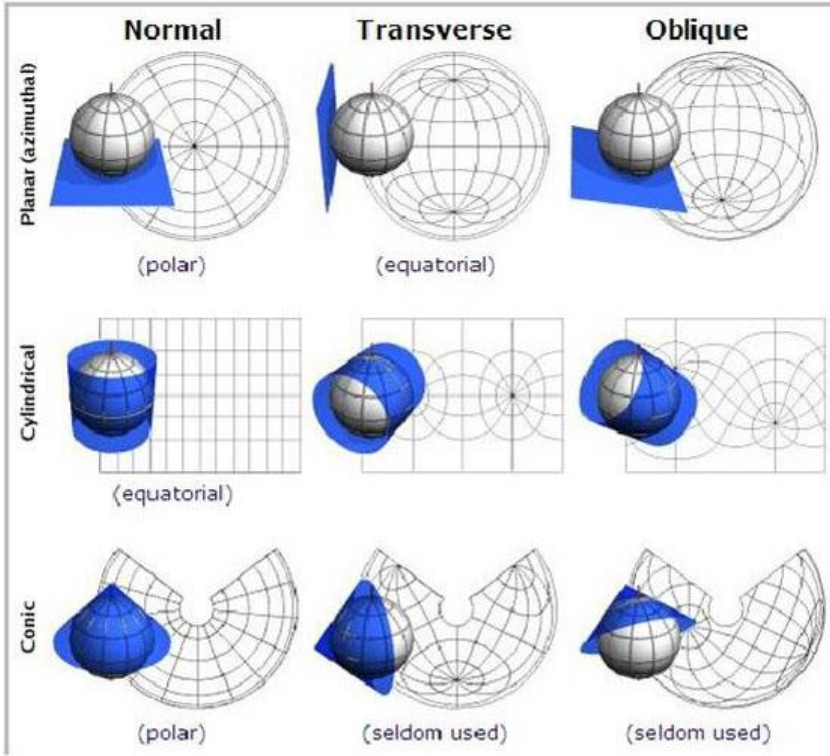 Normal Transverse Oblique
Planar (azimuthal)
(polar) (equatorial)
Cylindrical
(equatorial)
Conic
(polar) (seldom used) (seldom used)